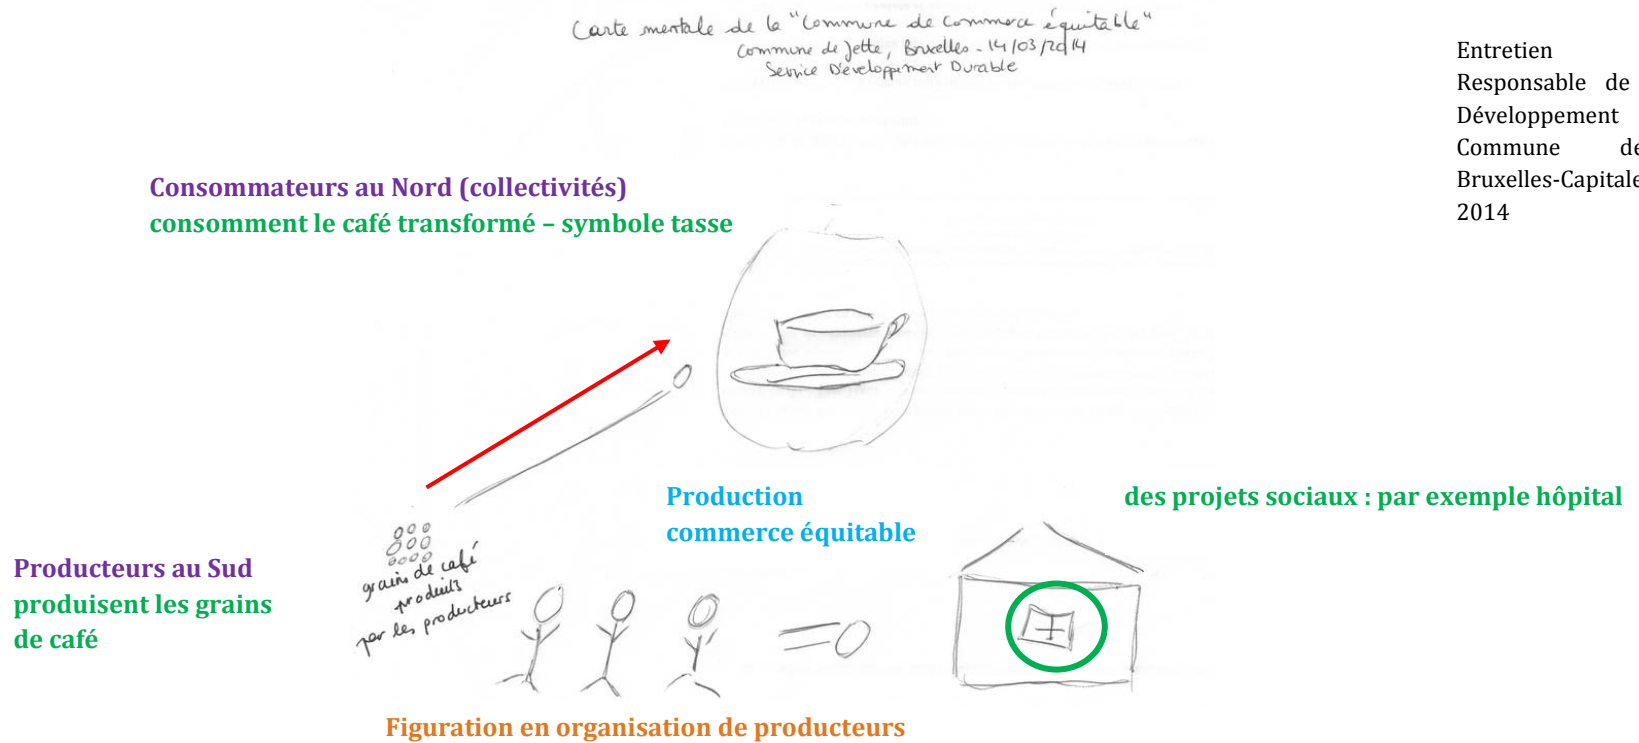 Carte mentale de la "Commune de commerce équitable"
Commune de Jette, Bruxelles - 14/03/2014
Service Développement Durable
Entretien
Responsable de
Développement
Commune de
Bruxelles-Capitale
2014
Consommateurs au Nord (collectivités)
consomment le café transformé – symbole tasse
Production
commerce équitable
des projets sociaux : par exemple hôpital
Producteurs au Sud
produisent les grains
de café
grains de café
produits
par les producteurs
Figuration en organisation de producteurs